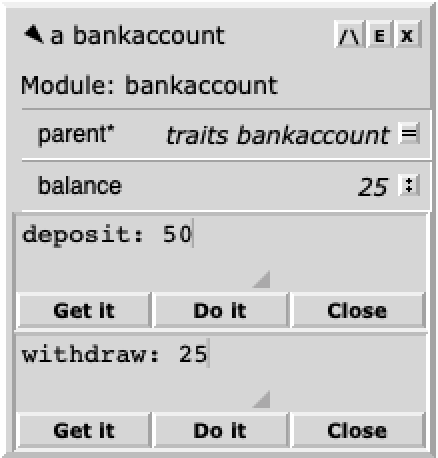 a bankaccount /\ E X
Module: bankaccount
parent* traits bankaccount =
balance 25 :
deposit: 50
Get it Do it Close
withdraw: 25
Get it Do it Close